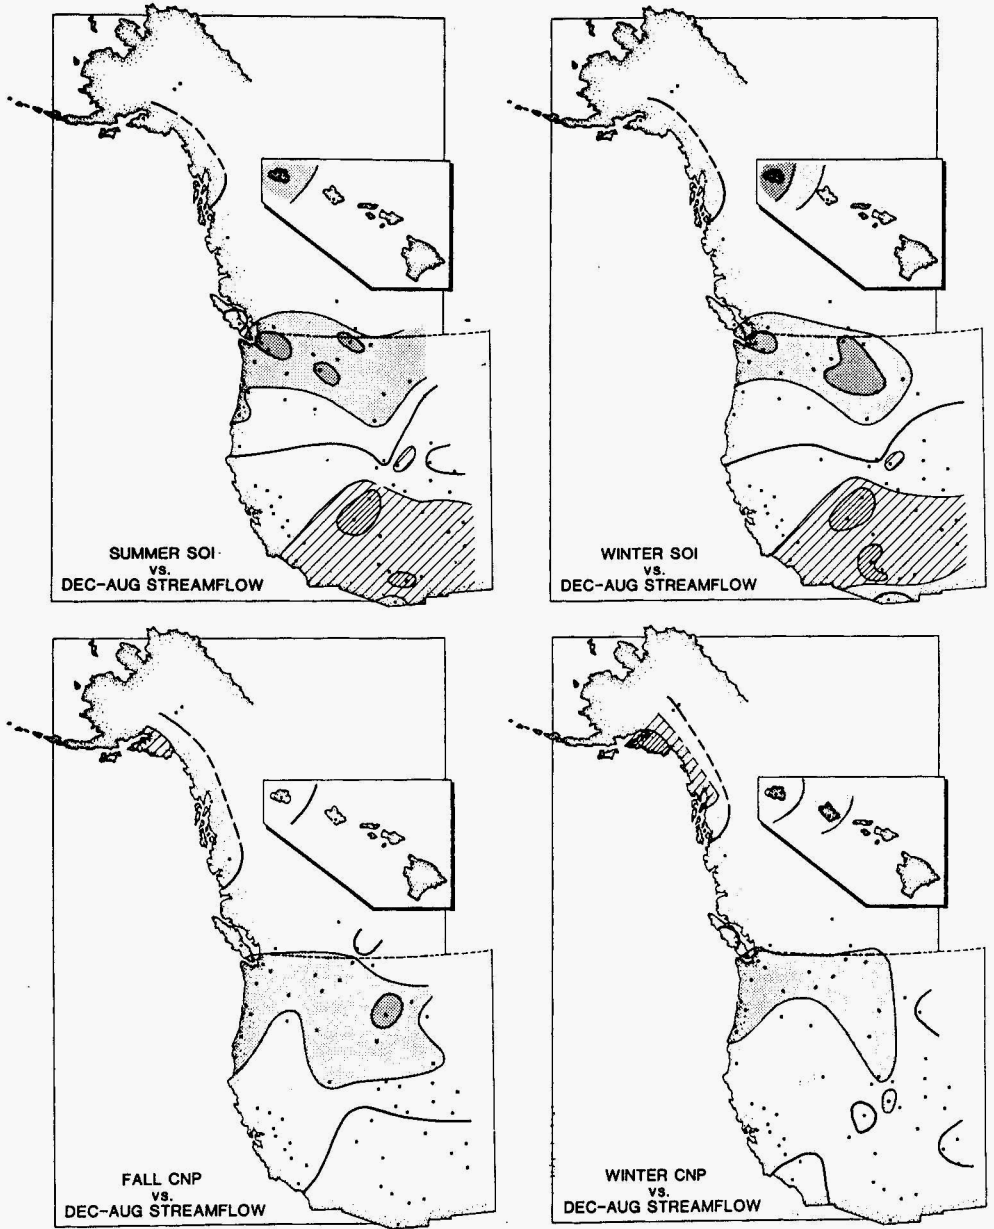 SUMMER SOI
vs.
DEC-AUG STREAMFLOW
WINTER SOI
vs.
DEC-AUG STREAMFLOW
FALL CNP
vs.
DEC-AUG STREAMFLOW
WINTER CNP
vs.
DEC-AUG STREAMFLOW